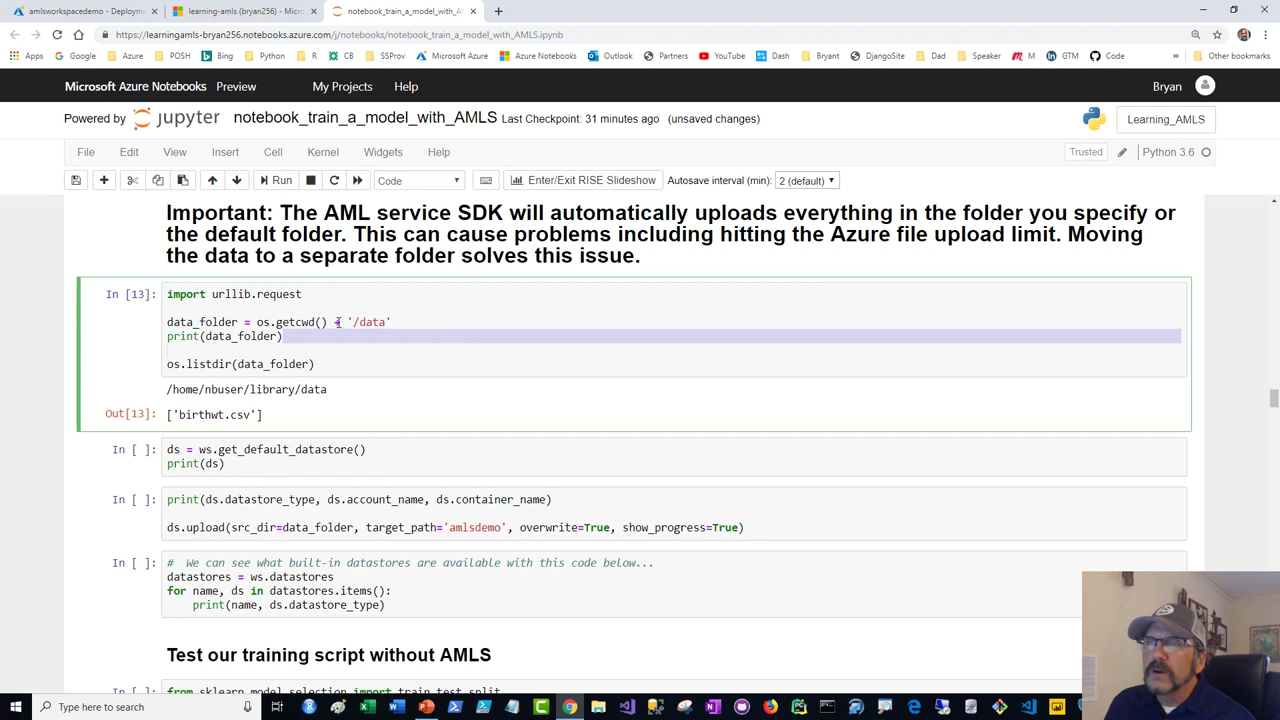 amlsworkspacedemo - Deployme
learning-amls (bryan256) - Micro
notebook_train_a_model_with_A
https://learningamls-bryan256.notebooks.azure.com/j/notebooks/notebook_train_a_model_with_AMLS.ipynb
Apps Google Azure POSH Bing Python CB SSProv Microsoft Azure Azure Notebooks Outlook Partners YouTube Dash Bryant DjangoSite Dad Speaker IM GTM Code » Other bookmarks
Microsoft Azure Notebooks Preview My Projects Help Bryan
Powered by jupyter notebook_train_a_model_with_AMLS Last Checkpoint: 31 minutes ago (unsaved changes) Learning_AMLS
File Edit View Insert Cell Kernel Widgets Help Trusted Python 3.6
Run Code Enter/Exit RISE Slideshow Autosave interval (min): 2 (default)
Important: The AML service SDK will automatically uploads everything in the folder you specify or
the default folder. This can cause problems including hitting the Azure file upload limit. Moving
the data to a separate folder solves this issue.
In [13]: import urllib.request
data_folder = os.getcwd() + '/data'
print(data_folder)
os.listdir(data_folder)
/home/nbuser/library/data
Out[13]: ['birthwt.csv']
In [ ]: ds = ws.get_default_datastore()
print(ds)
In [ ]: print(ds.datastore_type, ds.account_name, ds.container_name)
ds.upload(src_dir=data_folder, target_path='amlsdemo', overwrite=True, show_progress=True)
In [ ]: # We can see what built-in datastores are available with this code below...
datastores = ws.datastores
for name, ds in datastores.items():
print(name, ds.datastore_type)
Test our training script without AMLS
In [ ]: from sklearn.model_selection import train_test_split
Type here to search